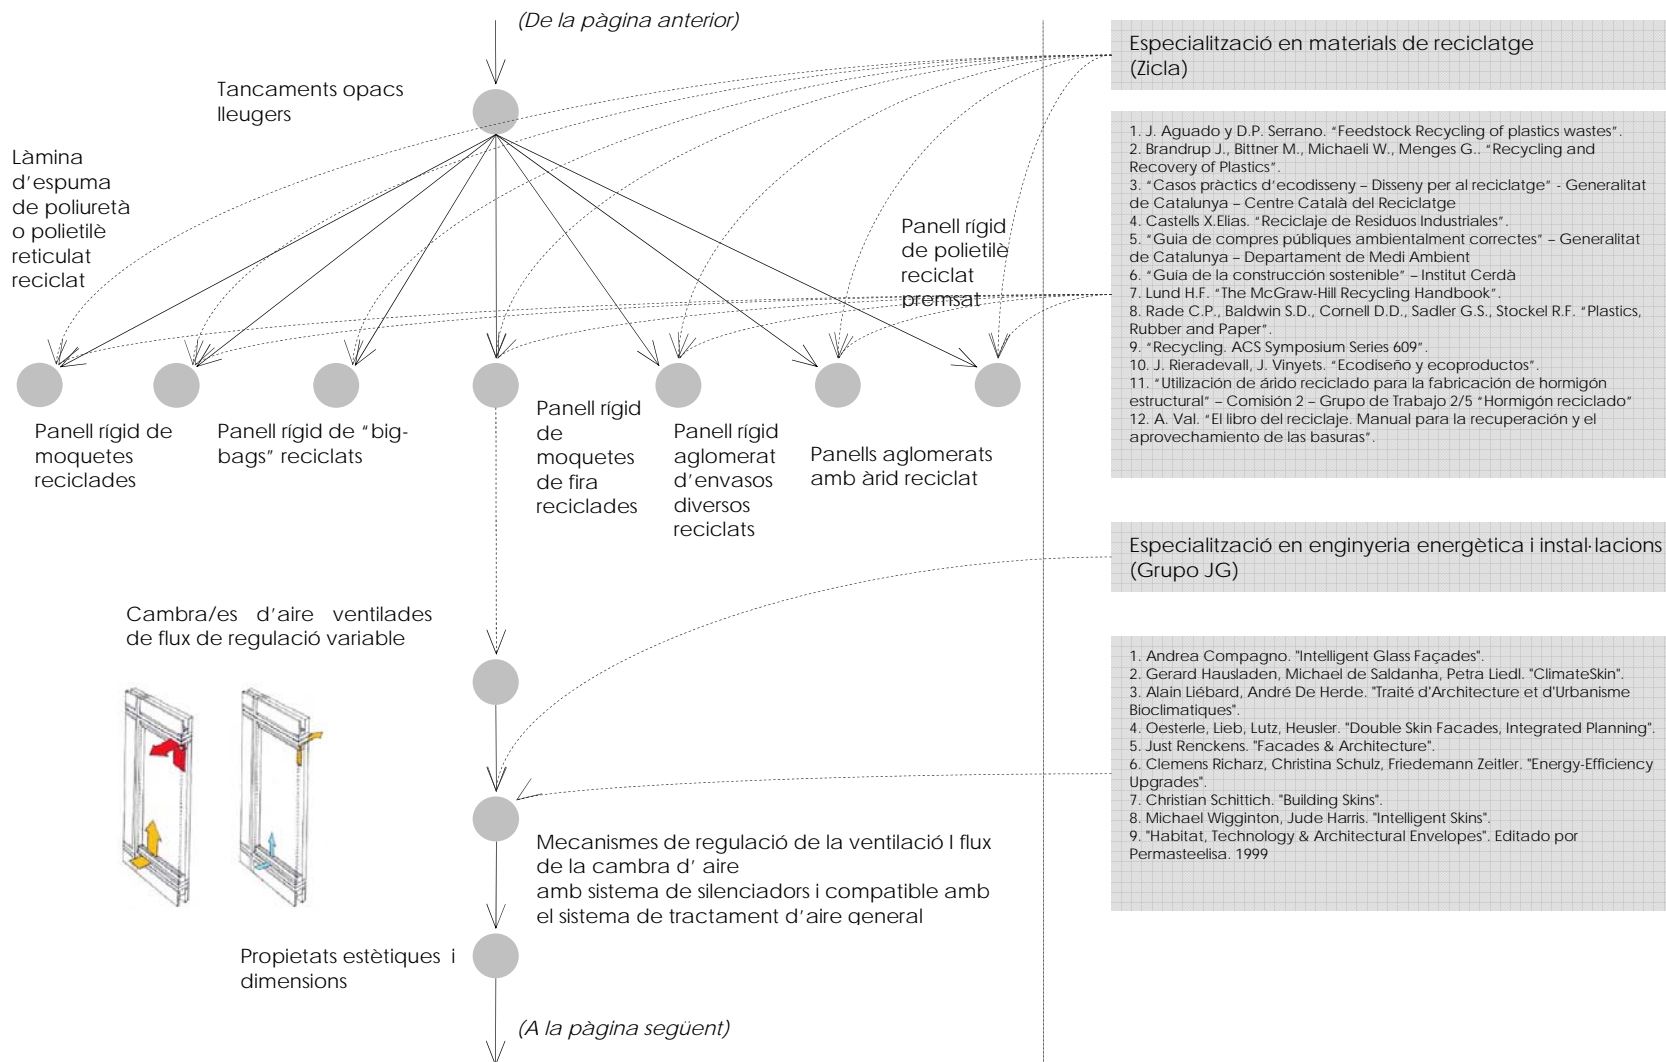 (De la pàgina anterior)
Tancaments opacs
lleugers
Làmina
d'espuma
de poliuretà
o polietilè
reticulat
reciclat
Panell rígid
de polietilè
reciclat
premsat
Panell rígid de
moquetes
reciclades
Panell rígid de “big-
bags” reciclats
Panell rígid
de
moquetes
de fira
reciclades
Panell rígid
aglomerat
d'envasos
diversos
reciclats
Panells aglomerats
amb àrid reciclat
Cambra/es d'aire ventilades
de flux de regulació variable
Mecanismes de regulació de la ventilació I flux
de la cambra d' aire
amb sistema de silenciadors i compatible amb
el sistema de tractament d'aire general
Propietats estètiques i
dimensions
(A la pàgina següent)
Especialització en materials de reciclatge
(Zicla)
1. J. Aguado y D.P. Serrano. “Feedstock Recycling of plastics wastes”.
2. Brandrup J., Bittner M., Michaeli W., Menges G.. “Recycling and
Recovery of Plastics”.
3. “Casos pràctics d'ecodisseny – Disseny per al reciclatge” - Generalitat
de Catalunya – Centre Català del Reciclatge
4. Castells X.Elias. “Reciclaje de Residuos Industriales”.
5. “Guia de compres públiques ambientalment correctes” – Generalitat
de Catalunya – Departament de Medi Ambient
6. “Guía de la construcción sostenible” – Institut Cerdà
7. Lund H.F. “The McGraw-Hill Recycling Handbook”.
8. Rade C.P., Baldwin S.D., Cornell D.D., Sadler G.S., Stockel R.F. “Plastics,
Rubber and Paper”.
9. “Recycling. ACS Symposium Series 609”.
10. J. Rieradevall, J. Vinyets. “Ecodiseño y ecoproductos”.
11. “Utilización de árido reciclado para la fabricación de hormigón
estructural” – Comisión 2 – Grupo de Trabajo 2/5 “Hormigón reciclado”
12. A. Val. “El libro del reciclaje. Manual para la recuperación y el
aprovechamiento de las basuras”.
Especialització en enginyeria energètica i instal·lacions
(Grupo JG)
1. Andrea Compagno. "Intelligent Glass Façades".
2. Gerard Hausladen, Michael de Saldanha, Petra Liedl. "ClimateSkin".
3. Alain Liébard, André De Herde. "Traité d'Architecture et d'Urbanisme
Bioclimatiques".
4. Oesterle, Lieb, Lutz, Heusler. "Double Skin Facades, Integrated Planning".
5. Just Renckens. "Facades & Architecture".
6. Clemens Richarz, Christina Schulz, Friedemann Zeitler. "Energy-Efficiency
Upgrades".
7. Christian Schittich. "Building Skins".
8. Michael Wigginton, Jude Harris. "Intelligent Skins".
9. "Habitat, Technology & Architectural Envelopes". Editado por
Permasteelisa. 1999